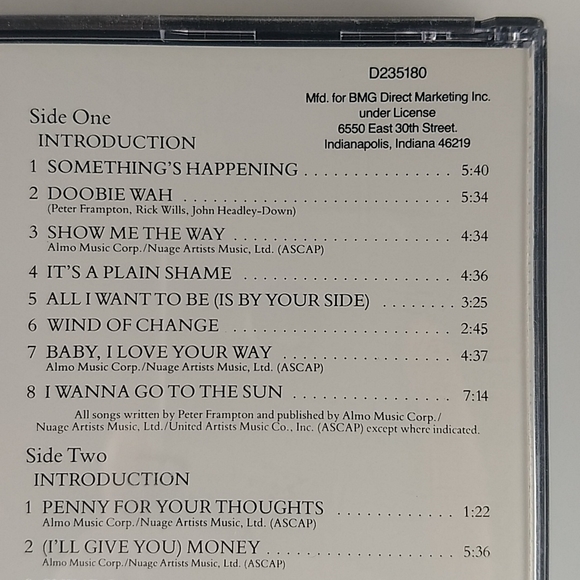 D235180
Mfd. for BMG Direct Marketing Inc.
under License
6550 East 30th Street.
Indianapolis, Indiana 46219
Side One
INTRODUCTION
1 SOMETHING'S HAPPENING . . . . . . . . . . . . . . . . 5:40
2 DOOBIE WAH . . . . . . . . . . . . . . . . . . . . . . . . . . . . 5:34
(Peter Frampton, Rick Wills, John Headley-Down)
3 SHOW ME THE WAY . . . . . . . . . . . . . . . . . . . . . . . 4:34
Almo Music Corp./Nuage Artists Music, Ltd. (ASCAP)
4 IT'S A PLAIN SHAME . . . . . . . . . . . . . . . . . . . . . . 4:36
5 ALL I WANT TO BE (IS BY YOUR SIDE) . . . . . . . . 3:25
6 WIND OF CHANGE . . . . . . . . . . . . . . . . . . . . . . . . 2:45
7 BABY, I LOVE YOUR WAY . . . . . . . . . . . . . . . . . . 4:37
Almo Music Corp./Nuage Artists Music, Ltd. (ASCAP)
8 I WANNA GO TO THE SUN . . . . . . . . . . . . . . . . . 7:14
All songs written by Peter Frampton and published by Almo Music Corp./
Nuage Artists Music, Ltd./United Artists Music Co., Inc. (ASCAP) except where indicated.
Side Two
INTRODUCTION
1 PENNY FOR YOUR THOUGHTS . . . . . . . . . . . . . 1:22
Almo Music Corp./Nuage Artists Music, Ltd. (ASCAP)
2 (I'LL GIVE YOU) MONEY . . . . . . . . . . . . . . . . . . . . 5:36
Almo Music Corp./Nuage Artists Music, Ltd. (ASCAP)